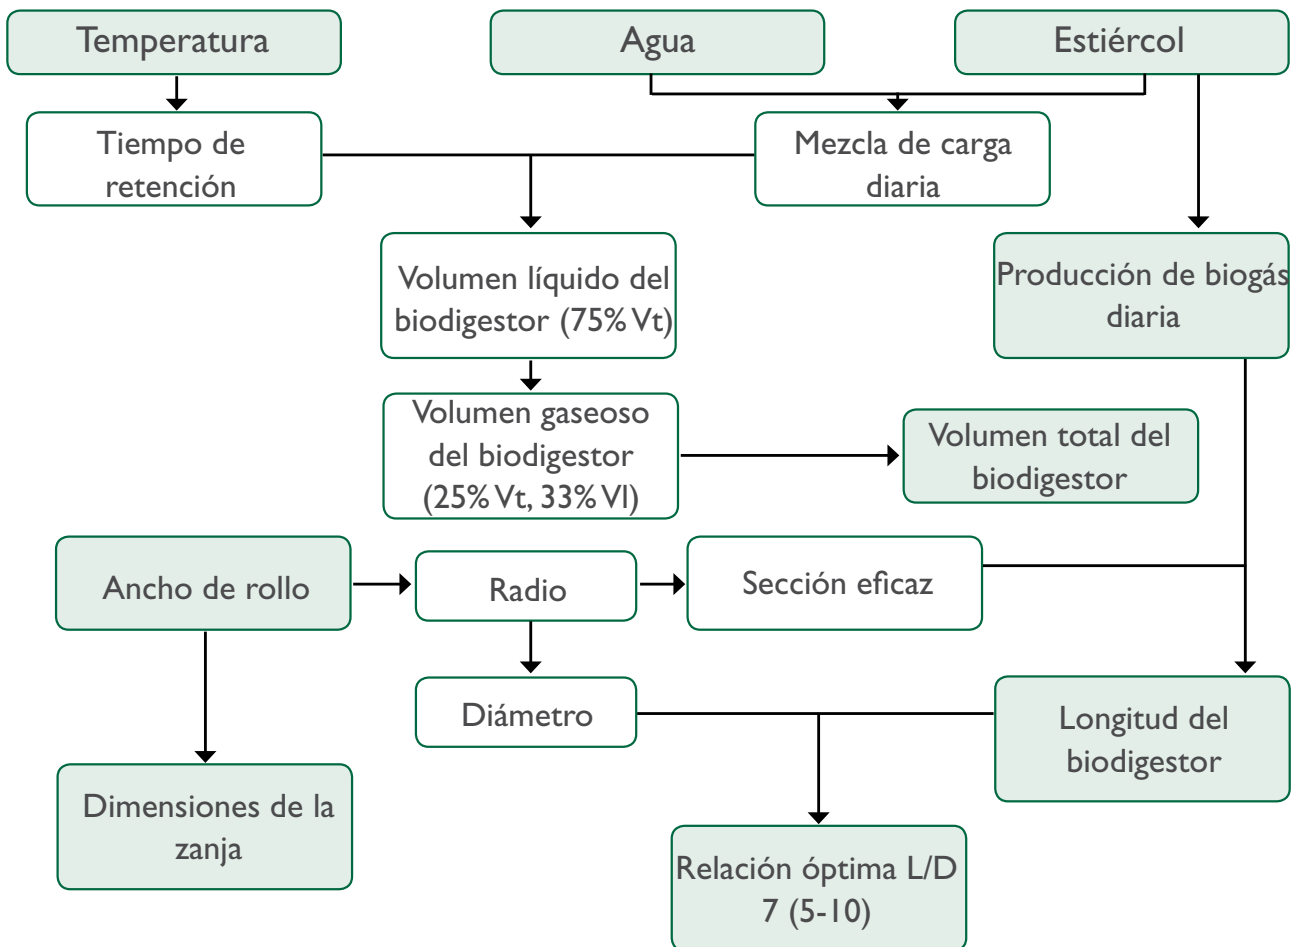 Temperatura
Agua
Estiércol
Tiempo de
retención
Mezcla de carga
diaria
Volumen líquido del
biodigestor (75% Vt)
Producción de biogás
diaria
Volumen gaseoso
del biodigestor
(25% Vt, 33% Vl)
Volumen total del
biodigestor
Ancho de rollo
Radio
Sección eficaz
Diámetro
Longitud del
biodigestor
Dimensiones de la
zanja
Relación óptima L/D
7 (5-10)